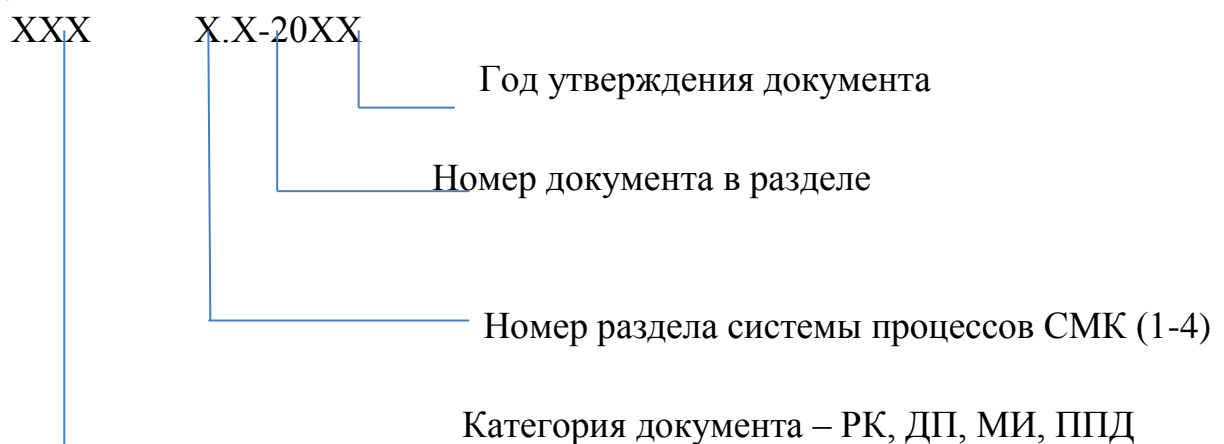 ХХХ Х.Х-20ХХ
Год утверждения документа
Номер документа в разделе
Номер раздела системы процессов СМК (1-4)
Категория документа – РК, ДП, МИ, ППД